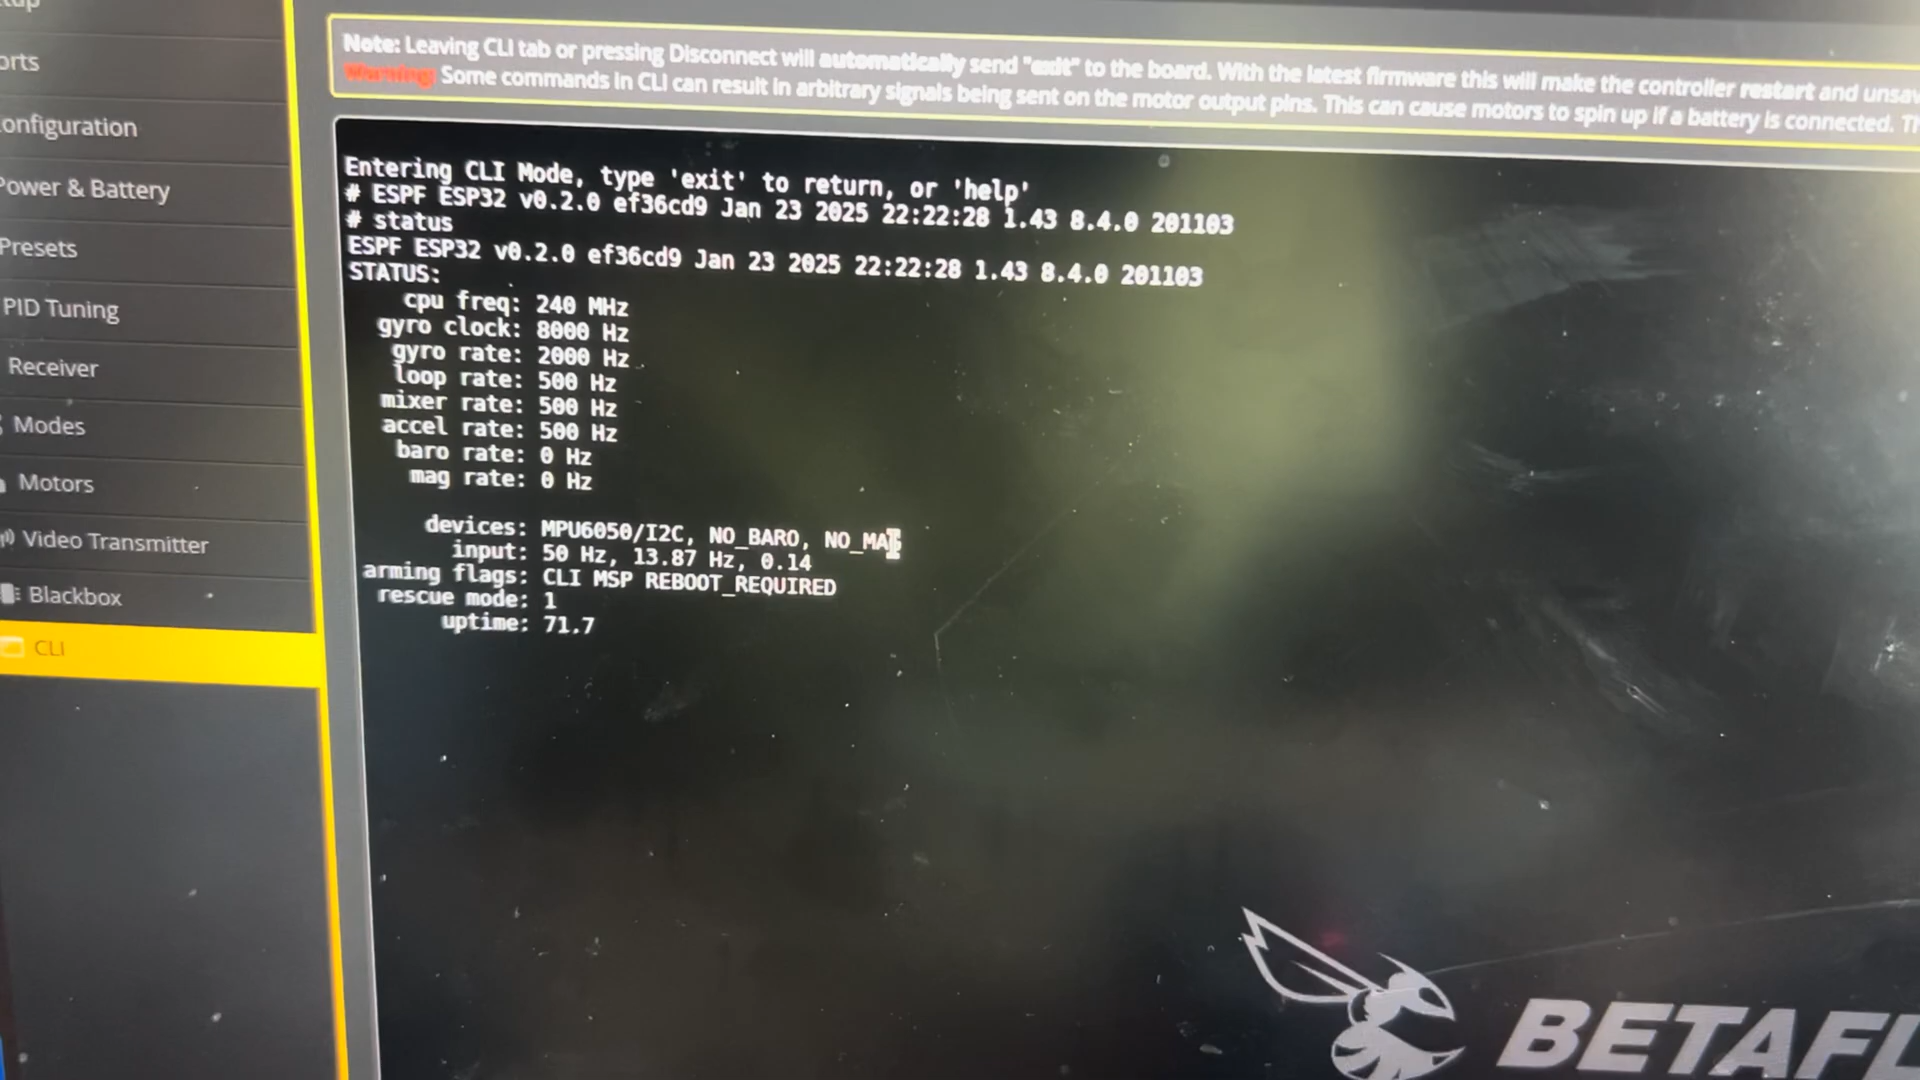 Note: Leaving CLI tab or pressing Disconnect will automatically send "exit" to the board. With the latest firmware this will make the controller restart and
Warning: Some commands in CLI can result in arbitrary signals being sent on the motor output pins. This can cause motors to spin up if a battery is connected.
onfiguration
Power & Battery
Presets
PID Tuning
Receiver
Modes
Motors
Video Transmitter
Blackbox
CLI
Entering CLI Mode, type 'exit' to return, or 'help'
# ESPF ESP32 v0.2.0 ef36cd9 Jan 23 2025 22:22:28 1.43 8.4.0 201103
# status
ESPF ESP32 v0.2.0 ef36cd9 Jan 23 2025 22:22:28 1.43 8.4.0 201103
STATUS:
cpu freq: 240 MHz
gyro clock: 8000 Hz
gyro rate: 2000 Hz
loop rate: 500 Hz
mixer rate: 500 Hz
accel rate: 500 Hz
baro rate: 0 Hz
mag rate: 0 Hz
devices: MPU6050/I2C, NO_BARO, NO_MAG
input: 50 Hz, 13.87 Hz, 0.14
arming flags: CLI MSP REBOOT_REQUIRED
rescue mode: 1
uptime: 71.7
BETAFL